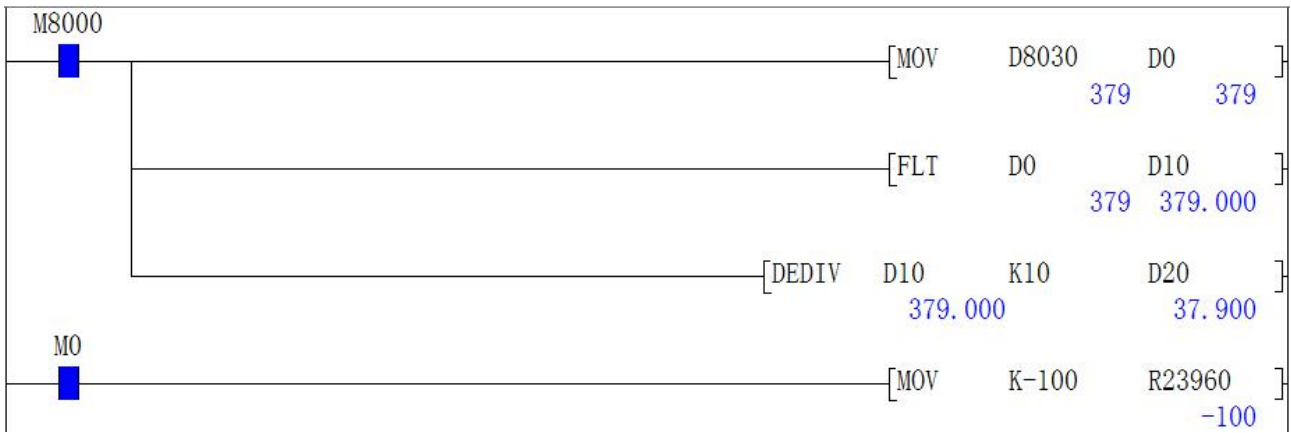 M8000
[MOV D8030 D0 ]
379 379
[FLT D0 D10 ]
379 379.000
[DEDIV D10 K10 D20 ]
379.000 37.900
M0
[MOV K-100 R23960 ]
-100